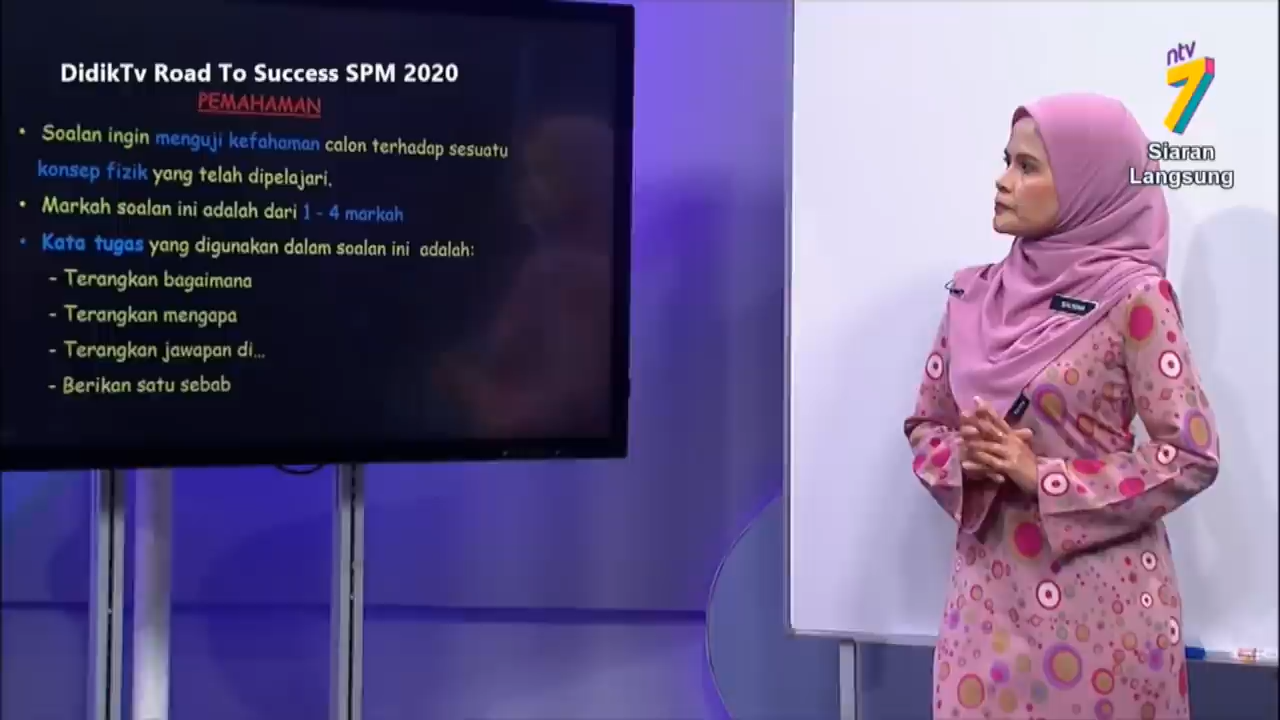 DidikTv Road To Success SPM 2020
PEMAHAMAN
• Soalan ingin menguji kefahaman calon terhadap sesuatu
konsep fizik yang telah dipelajari.
• Markah soalan ini adalah dari 1 - 4 markah
• Kata tugas yang digunakan dalam soalan ini adalah:
- Terangkan bagaimana
- Terangkan mengapa
- Terangkan jawapan di...
- Berikan satu sebab
ntv
7
Siaran
Langsung